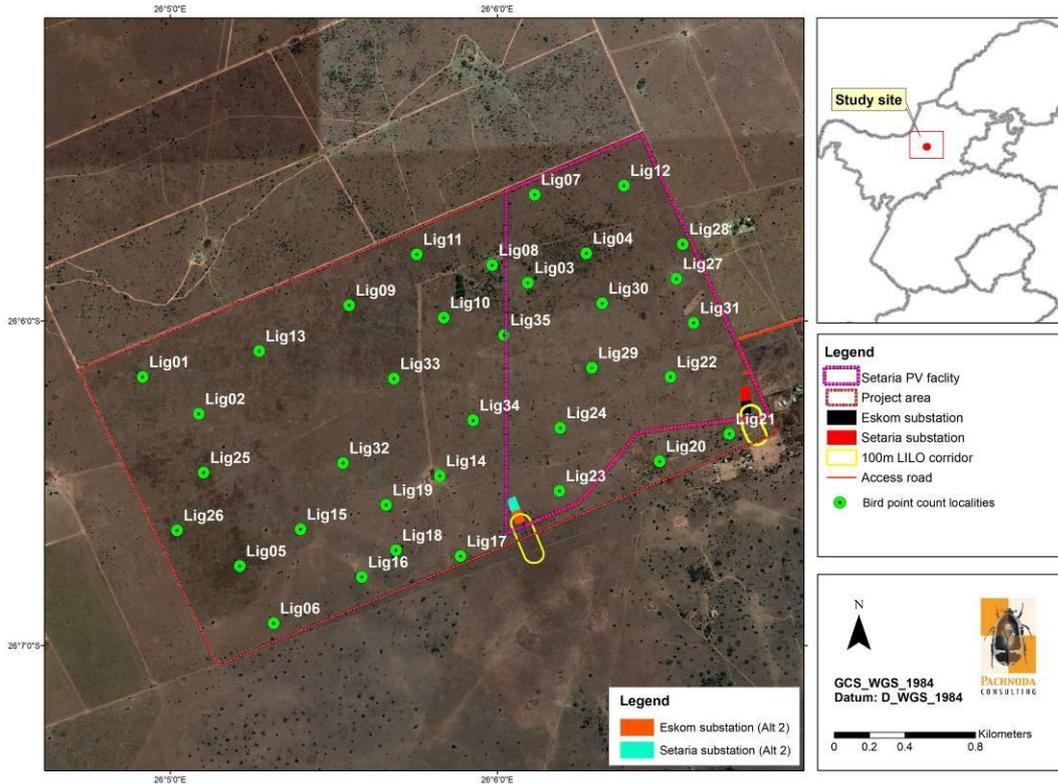 26°5'0"E
26°6'0"E
Lig07
Lig12
Lig28
Lig11
Lig08
Lig04
Lig03
Lig27
Lig09
Lig10
Lig30
Lig31
26°6'0"S
Lig35
Lig13
Lig01
Lig33
Lig29
Lig22
Lig02
Lig34
Lig24
Lig21
Lig25
Lig32
Lig14
Lig20
Lig23
Lig26
Lig15
Lig19
Lig05
Lig18
Lig17
Lig16
Lig06
26°7'0"S
Legend
Eskom substation (Alt 2)
Setaria substation (Alt 2)
26°5'0"E
26°6'0"E
Study site
Legend
Setaria PV faclity
Project area
Eskom substation
Setaria substation
100m LILO corridor
Access road
Bird point count localities
N
PACHNODA
CONSULTING
GCS_WGS_1984
Datum: D_WGS_1984
Kilometers
0 0.2 0.4 0.8